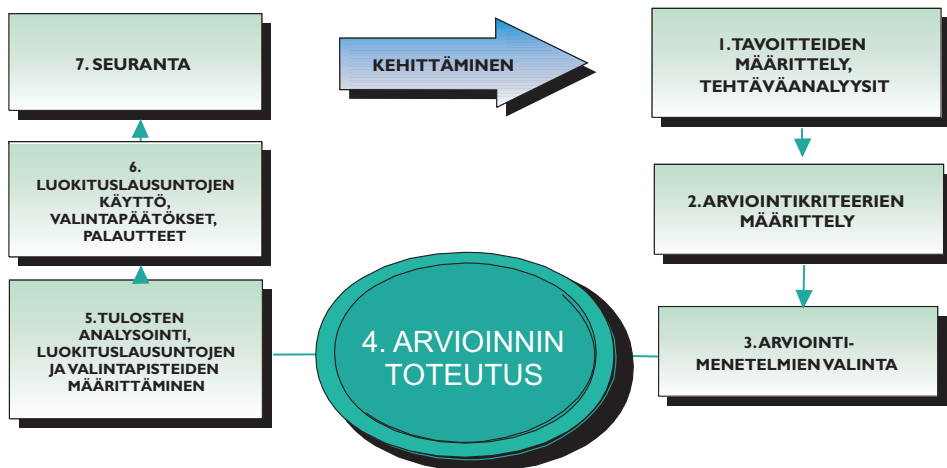 7. SEURANTA
KEHITTÄMINEN
1. TAVOITTEIDEN
MÄÄRITTELY,
TEHTÄVÄANALYYSIT
6.
LUOKITUSLAUSUNTOJEN
KÄYTTÖ,
VALINTAPÄÄTÖKSET,
PALAUTTEET
2. ARVIOINTIKRITEERIEN
MÄÄRITTELY
5. TULOSTEN
ANALYSOINTI,
LUOKITUSLAUSUNTOJEN
JA VALINTAPISTEIDEN
MÄÄRITTÄMINEN
4. ARVIOINNIN
TOTEUTUS
3. ARVIOINTI-
MENETELMIEN VALINTA